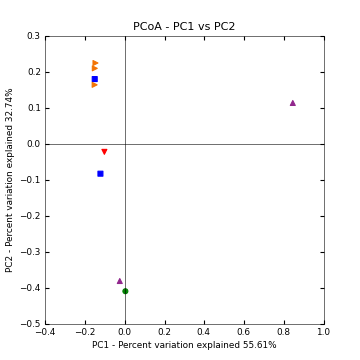 PCoA - PC1 vs PC2
0.3
0.2
0.1
0.0
−0.1
−0.2
−0.3
−0.4
−0.5
PC2 - Percent variation explained 32.74%
−0.4 −0.2 0.0 0.2 0.4 0.6 0.8 1.0
PC1 - Percent variation explained 55.61%